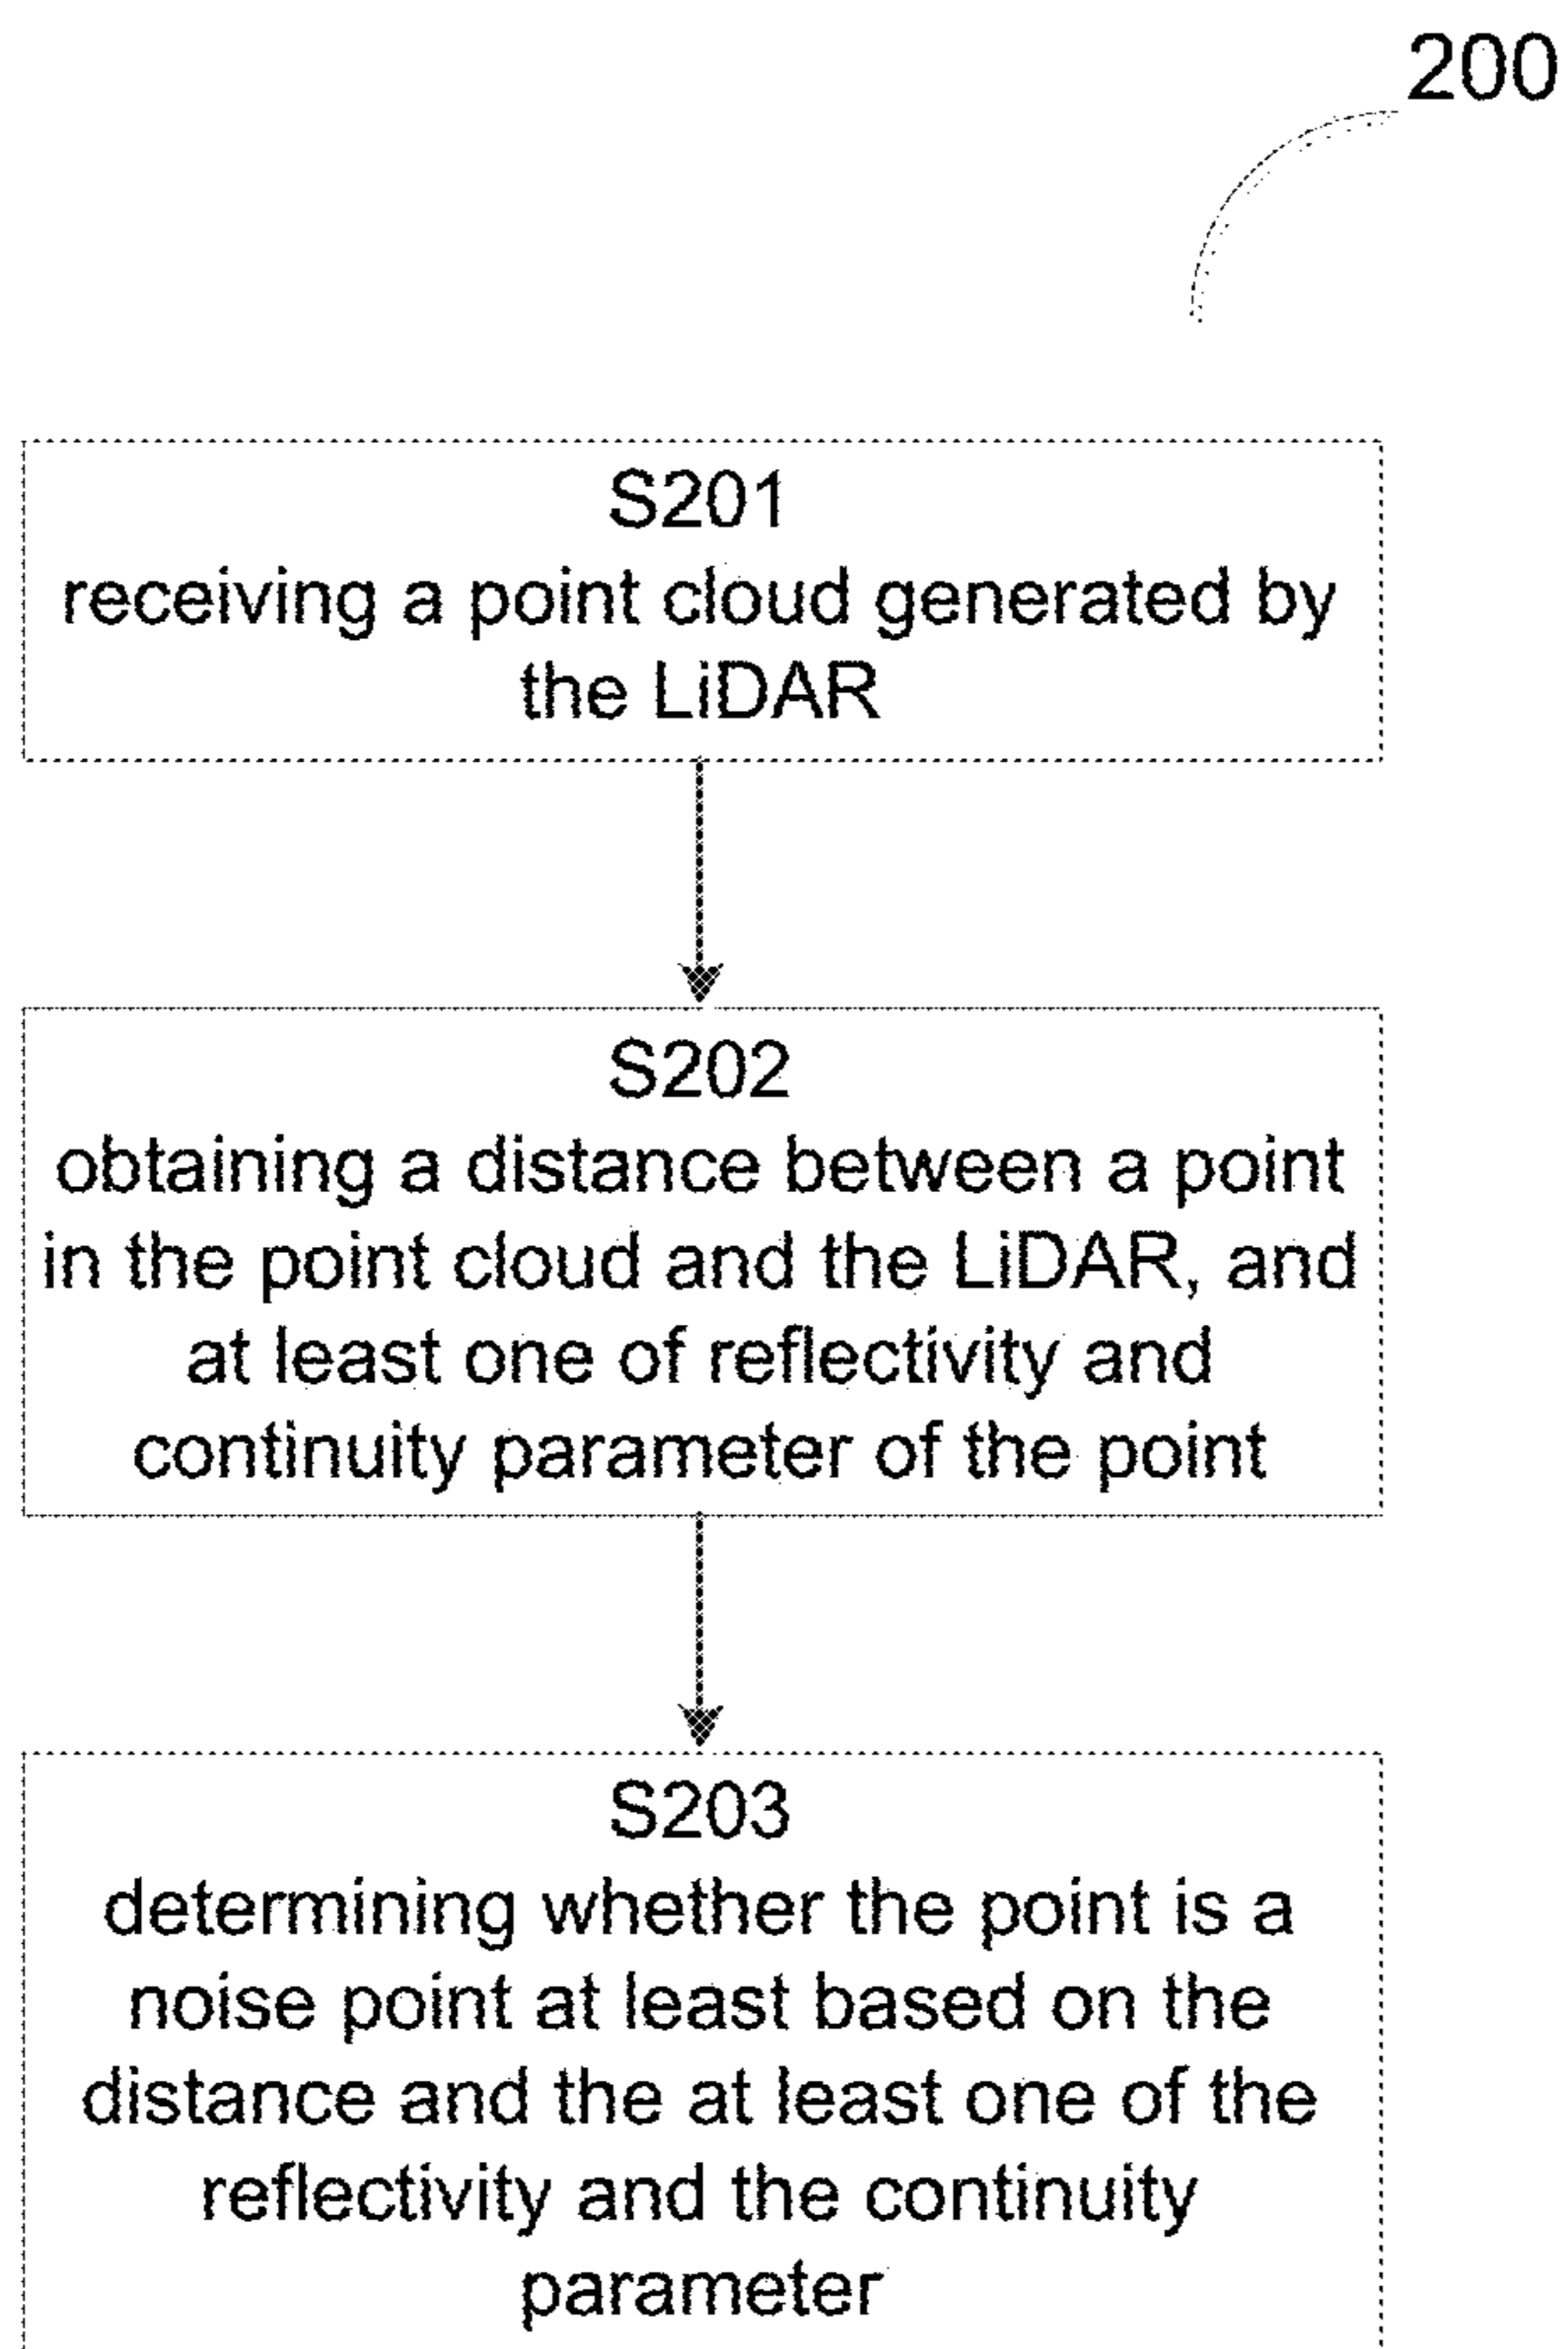 200
S201
receiving a point cloud generated by
the LiDAR
S202
obtaining a distance between a point
in the point cloud and the LiDAR, and
at least one of reflectivity and
continuity parameter of the point
S203
determining whether the point is a
noise point at least based on the
distance and the at least one of the
reflectivity and the continuity
parameter